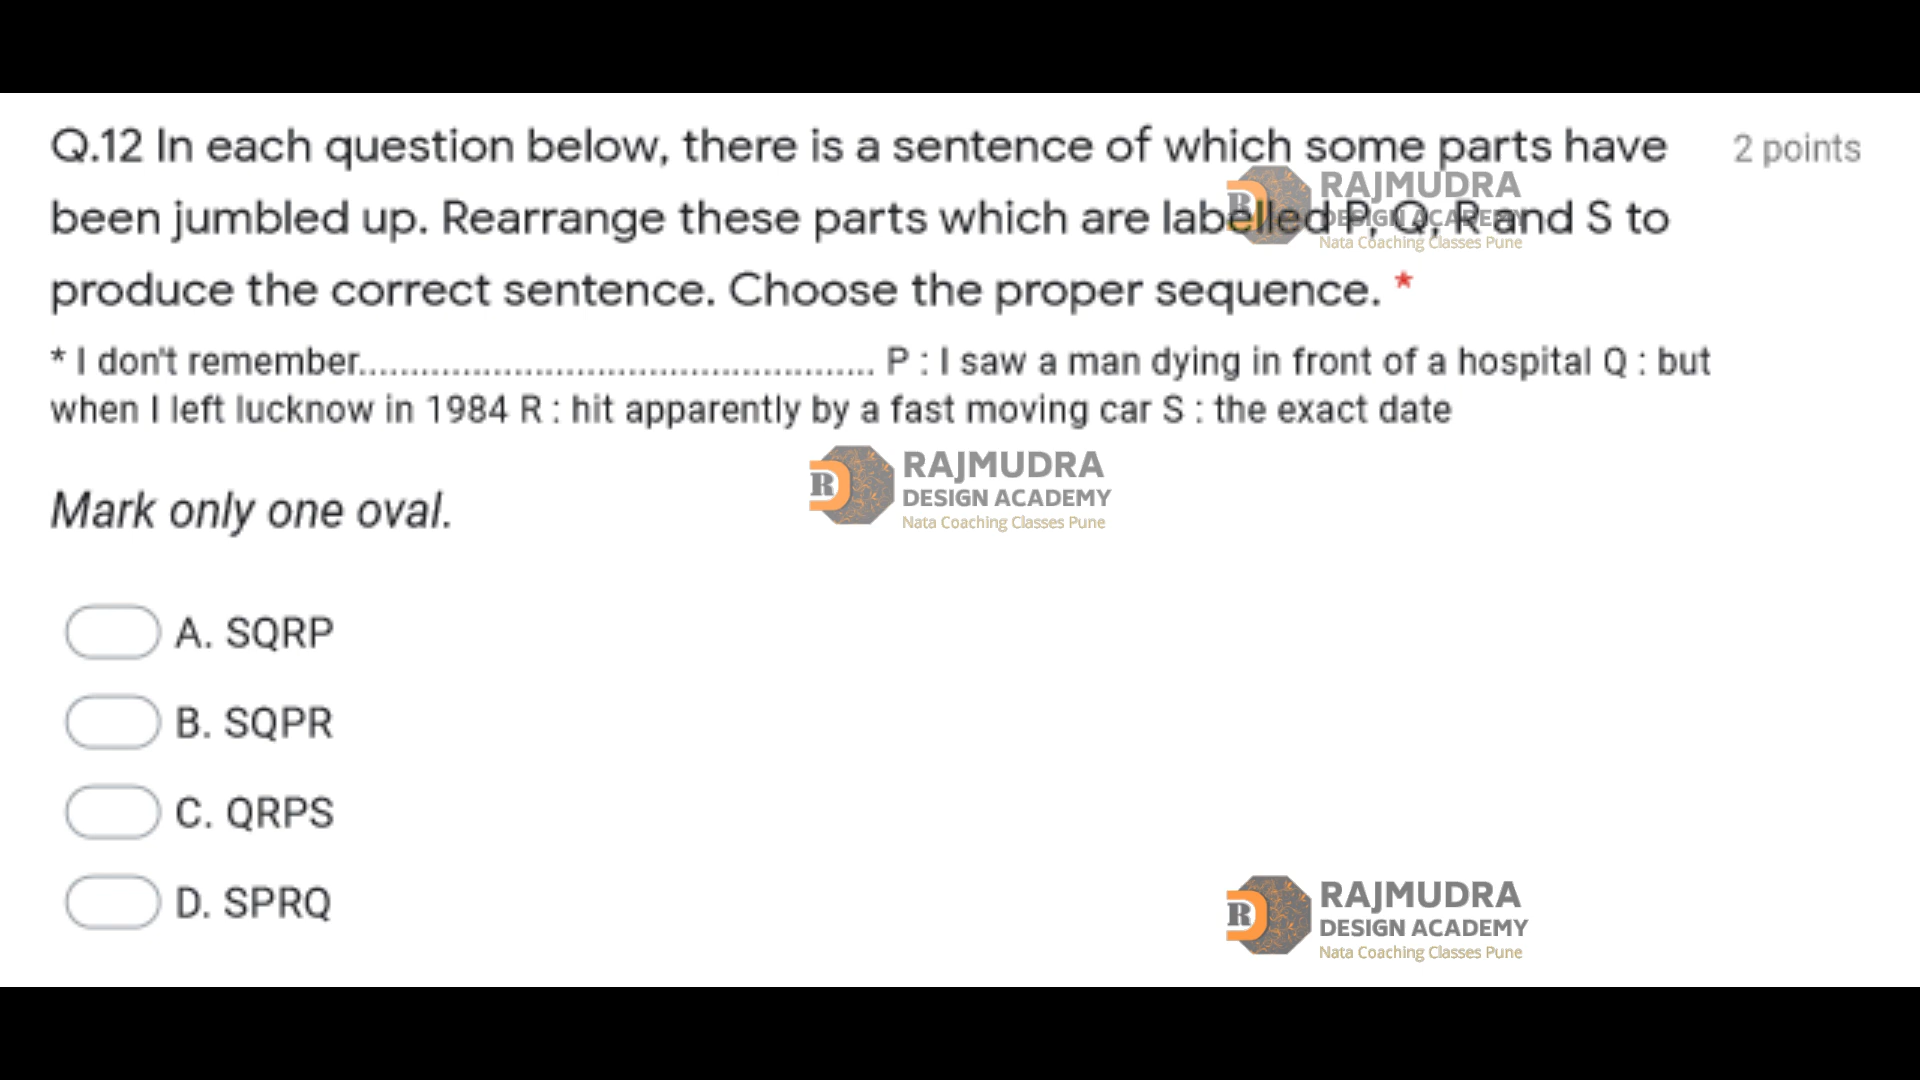 Q.12 In each question below, there is a sentence of which some parts have 2 points
RAJMUDRA
been jumbled up. Rearrange these parts which are labelled P, Q, R and S to
DESIGN ACADEMY
Nata Coaching Classes Pune
produce the correct sentence. Choose the proper sequence. *
* I don't remember................................................. P : I saw a man dying in front of a hospital Q : but
when I left lucknow in 1984 R : hit apparently by a fast moving car S : the exact date
RAJMUDRA
DESIGN ACADEMY
Nata Coaching Classes Pune
Mark only one oval.
A. SQRP
B. SQPR
C. QRPS
D. SPRQ
RAJMUDRA
DESIGN ACADEMY
Nata Coaching Classes Pune